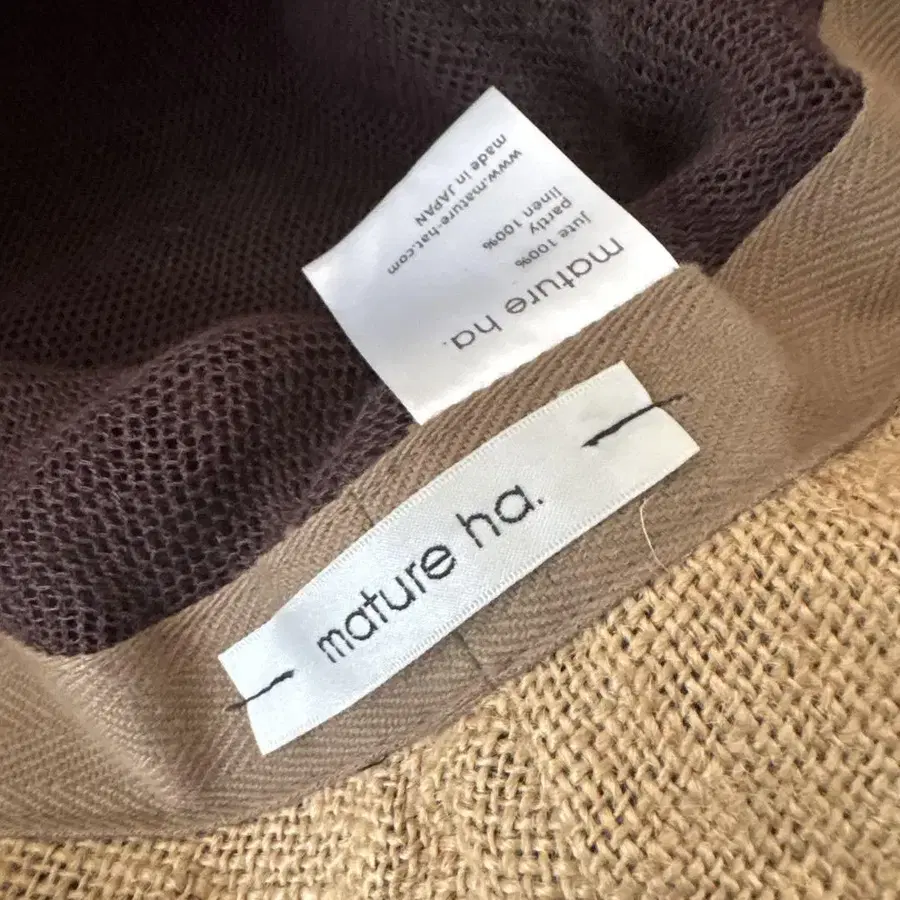 mature ha.
jute 100%
partly
linen 100%
www.mature-hat.com
made in JAPAN
mature ha.